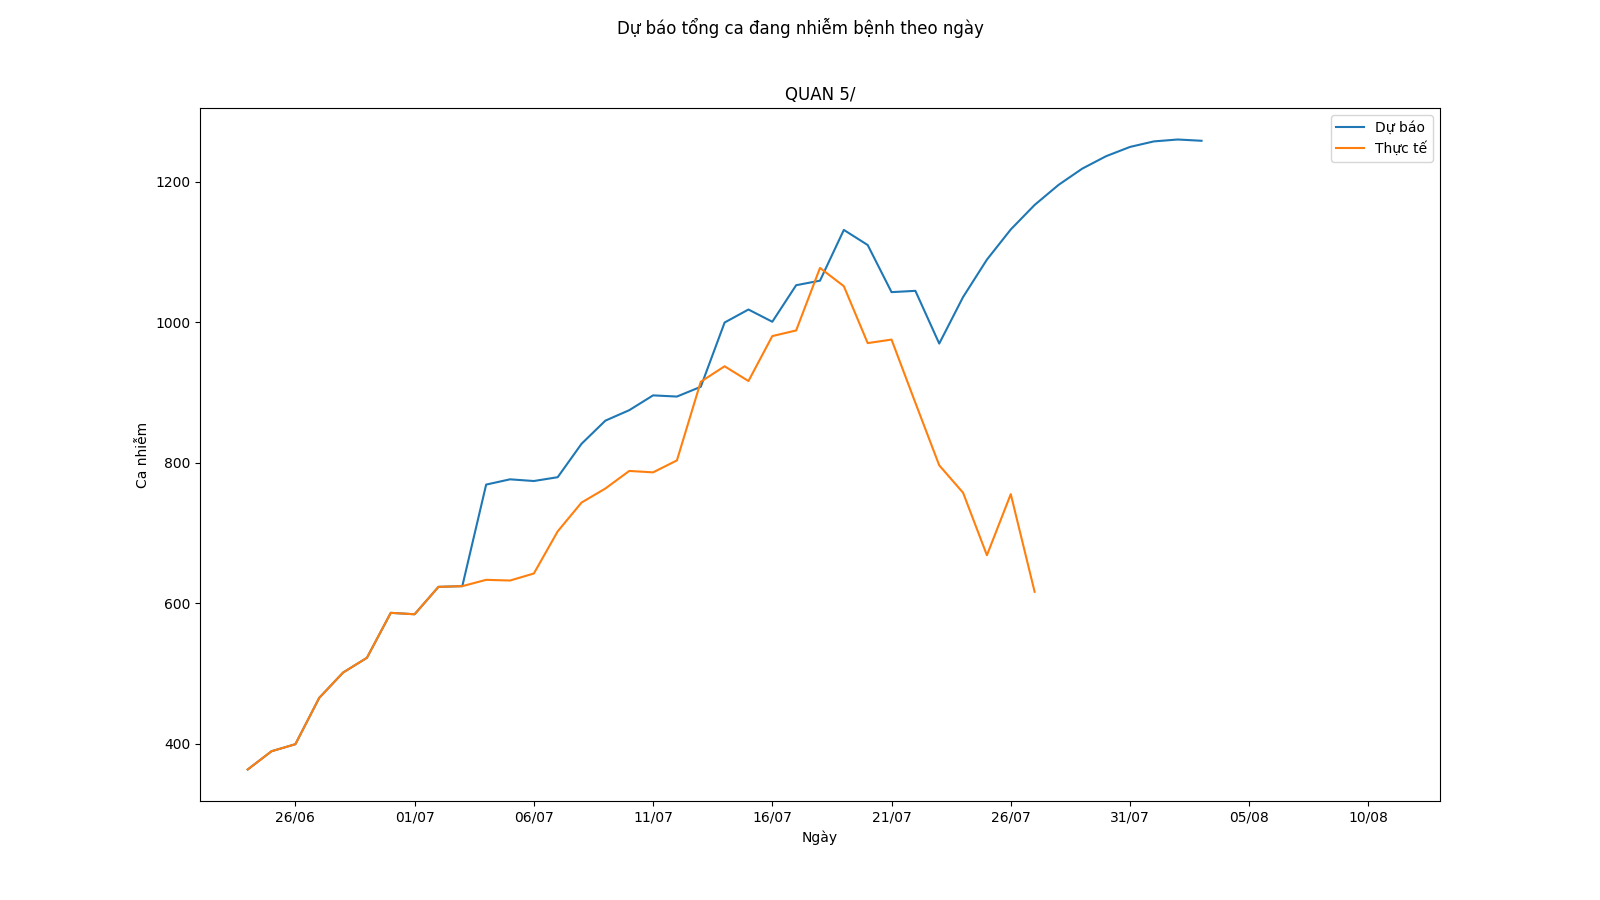 Dự báo tổng ca đang nhiễm bệnh theo ngày
QUAN 5/
Dự báo
Thực tế
1200
1000
800
600
400
Ca nhiễm
26/06 01/07 06/07 11/07 16/07 21/07 26/07 31/07 05/08 10/08
Ngày